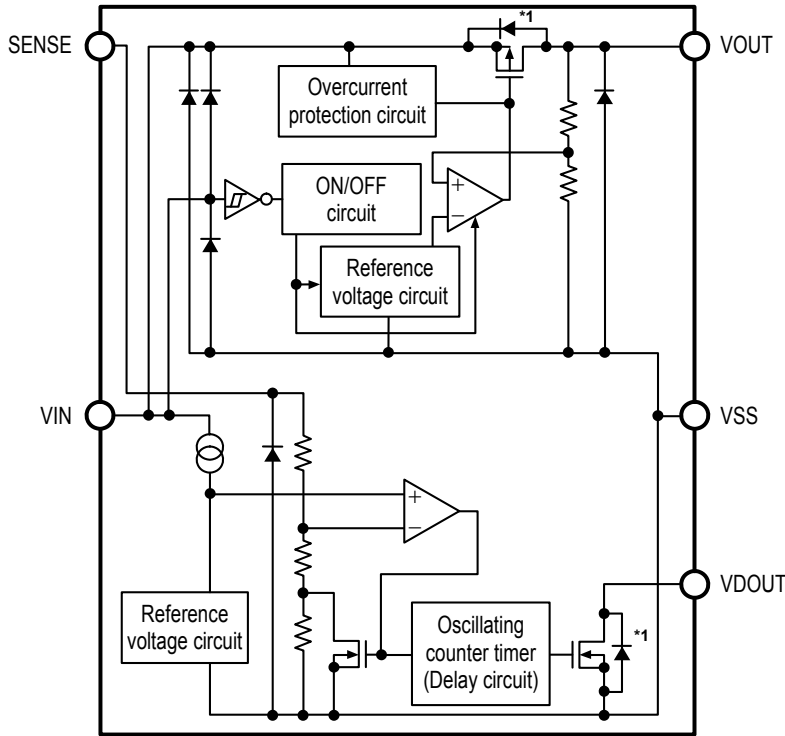 *1
SENSE
VOUT
Overcurrent
protection circuit
ON/OFF
circuit
+
−
Reference
voltage circuit
VIN
VSS
+
−
VDOUT
Reference
voltage circuit
Oscillating
counter timer
(Delay circuit)
*1